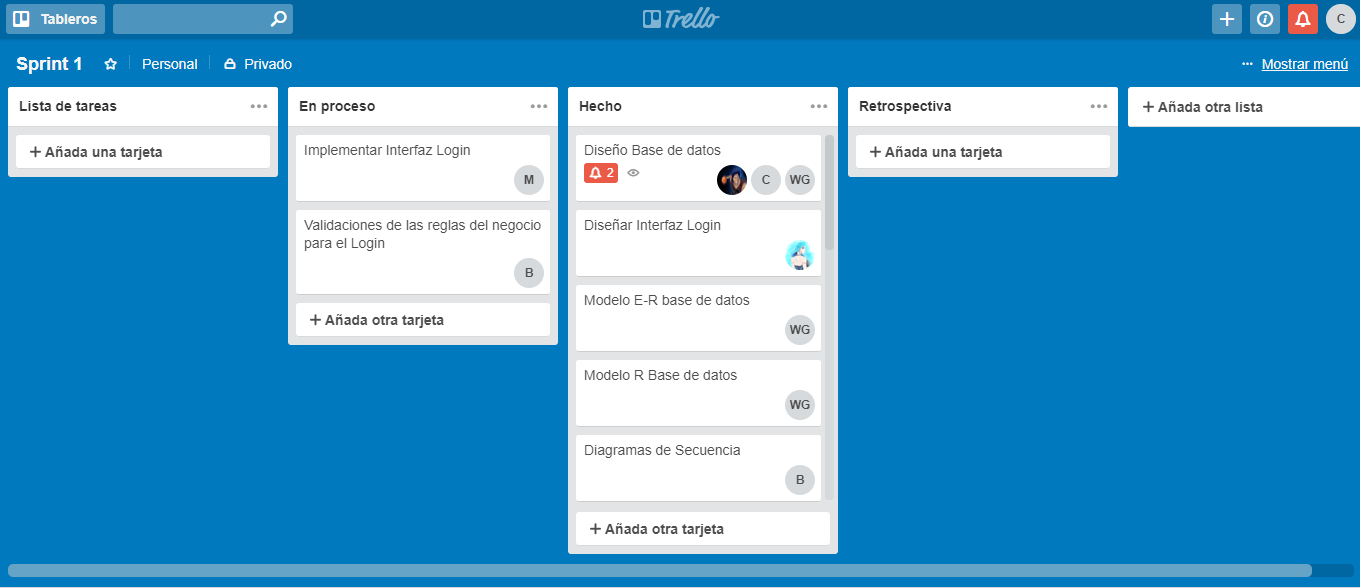 Tableros
Trello
C
Sprint 1
Personal
Privado
··· Mostrar menú
Lista de tareas ···
+ Añada una tarjeta
En proceso ···
Implementar Interfaz Login
M
Validaciones de las reglas del negocio
para el Login
B
+ Añada otra tarjeta
Hecho ···
Diseño Base de datos
2
C
WG
Diseñar Interfaz Login
Modelo E-R base de datos
WG
Modelo R Base de datos
WG
Diagramas de Secuencia
B
+ Añada otra tarjeta
Retrospectiva ···
+ Añada una tarjeta
+ Añada otra lista